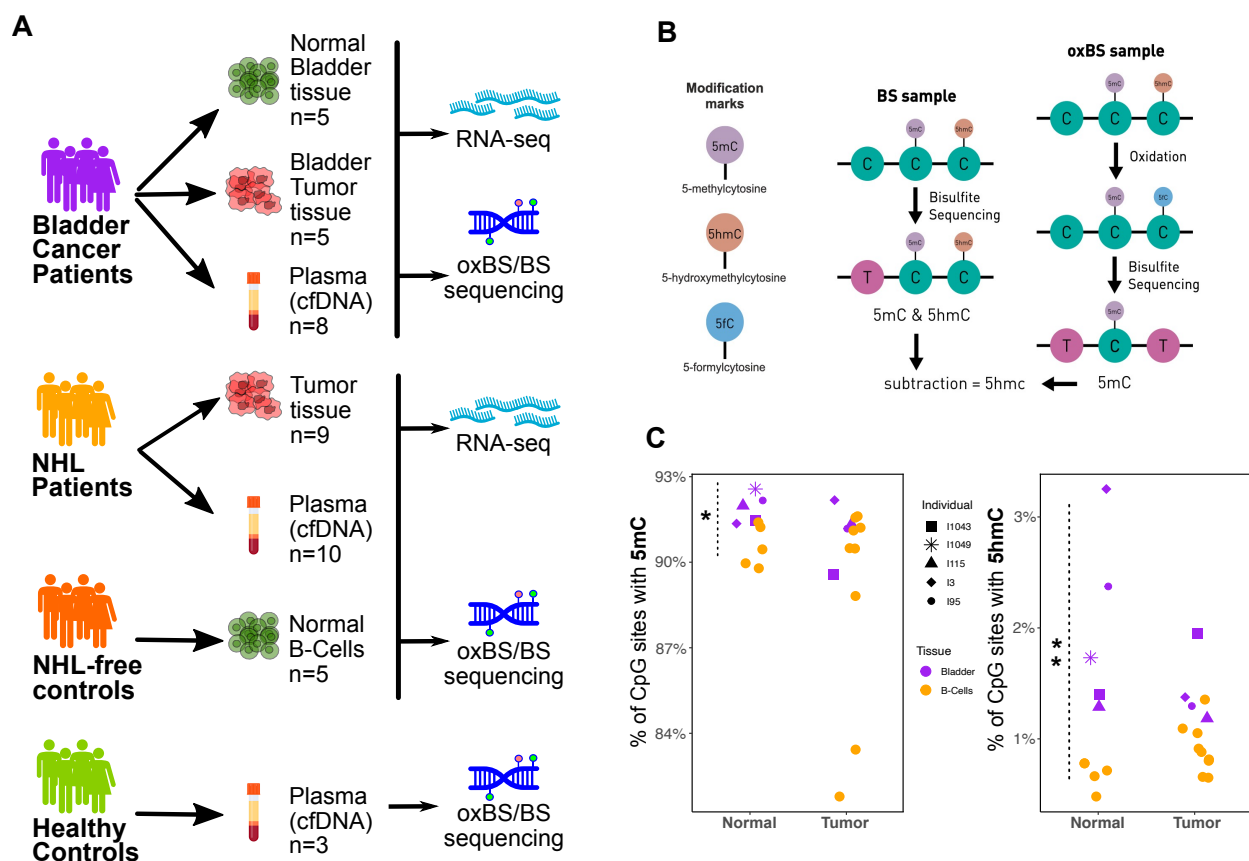 A
Normal
Bladder
tissue
n=5
Bladder
Tumor
tissue
n=5
Plasma
(cfDNA)
n=8
Bladder
Cancer
Patients
RNA-seq
oxBS/BS
sequencing
Tumor
tissue
n=9
NHL
Patients
Plasma
(cfDNA)
n=10
RNA-seq
Normal
B-Cells
n=5
NHL-free
controls
oxBS/BS
sequencing
Plasma
(cfDNA)
n=3
Healthy
Controls
oxBS/BS
sequencing
B
Modification
marks
5mC
5-methylcytosine
5hmC
5-hydroxymethylcytosine
5fC
5-formylcytosine
BS sample
5mC 5hmC
C C C
Bisulfite
Sequencing
5mC 5hmC
T C C
5mC & 5hmC
oxBS sample
5mC 5hmC
C C C
Oxidation
5mC 5fC
C C C
Bisulfite
Sequencing
5mC
T C T
subtraction = 5hmc
5mC
C
% of CpG sites with 5mC
93%
90%
87%
84%
*
Normal Tumor
Individual
I1043
I1049
I115
I3
I95
Tissue
Bladder
B-Cells
% of CpG sites with 5hmC
3%
2%
1%
**
Normal Tumor